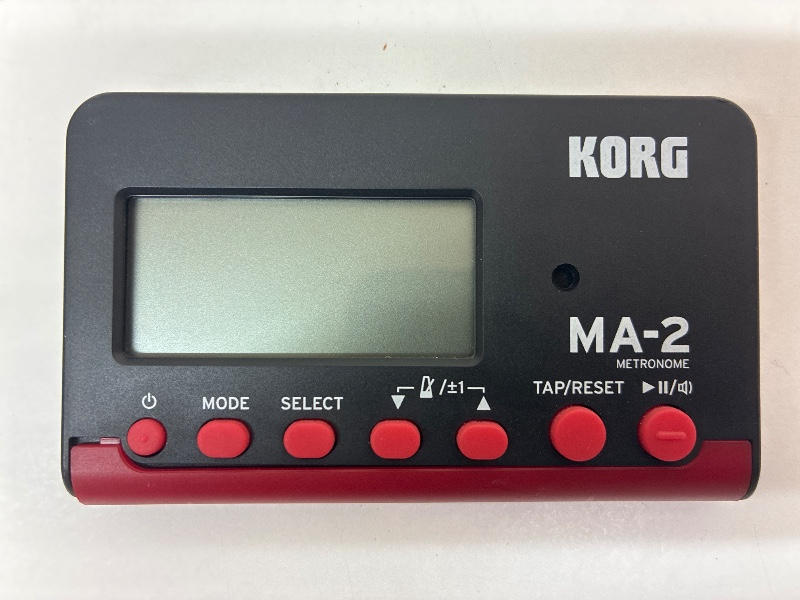 KORG
MA-2
METRONOME
MODE
SELECT
/±1
TAP/RESET
/